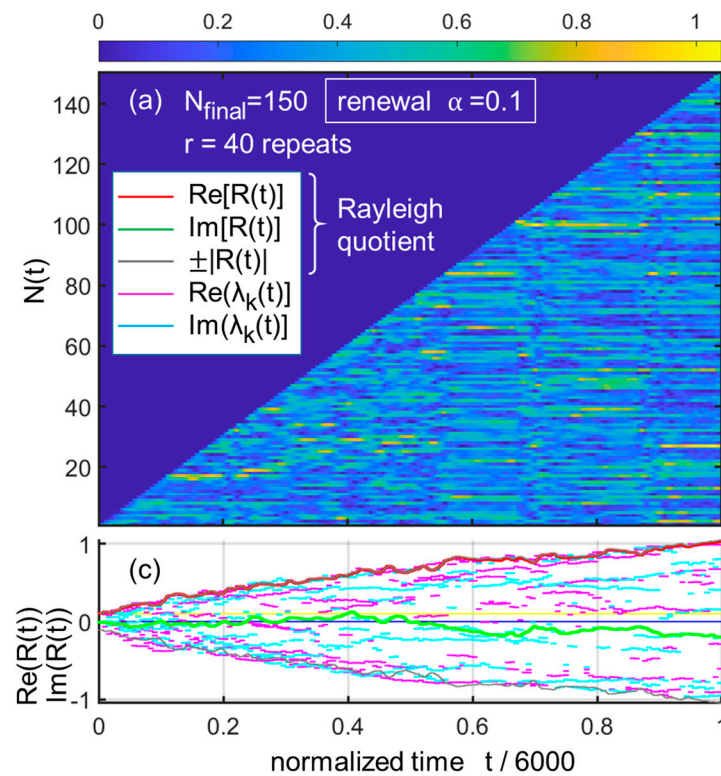 0 0.2 0.4 0.6 0.8 1
(a) N_final=150 renewal α=0.1
r = 40 repeats
Re[R(t)]
Im[R(t)]
±|R(t)|
Re(λ_k(t)]
Im(λ_k(t)]
Rayleigh
quotient
N(t)
140
120
100
80
60
40
20
(c)
Re(R(t))
Im(R(t))
1
0
-1
0 0.2 0.4 0.6 0.8 1
normalized time t / 6000